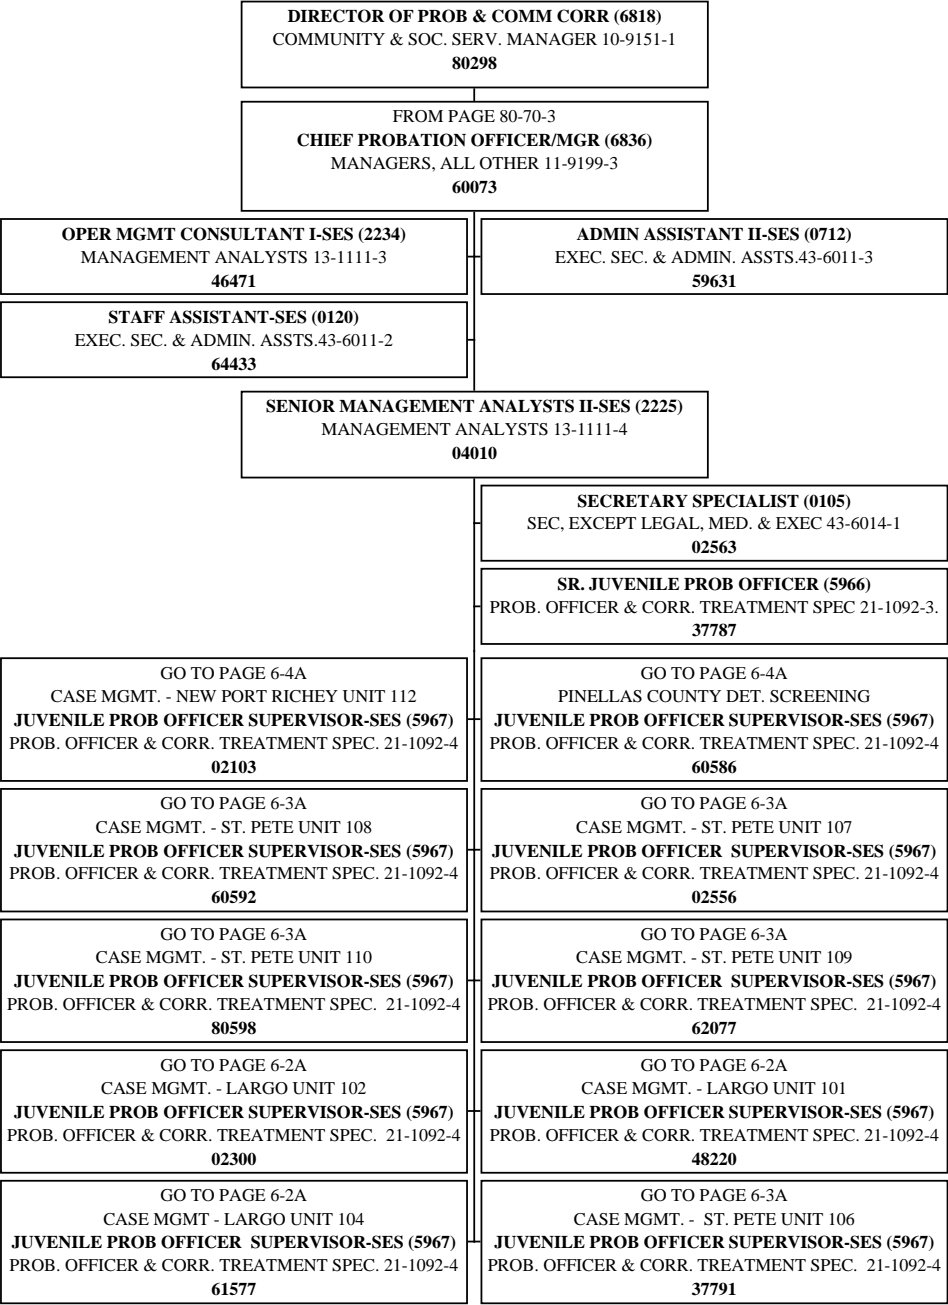 DIRECTOR OF PROB & COMM CORR (6818)
COMMUNITY & SOC. SERV. MANAGER 10-9151-1
80298
FROM PAGE 80-70-3
CHIEF PROBATION OFFICER/MGR (6836)
MANAGERS, ALL OTHER 11-9199-3
60073
OPER MGMT CONSULTANT I-SES (2234)
MANAGEMENT ANALYSTS 13-1111-3
46471
ADMIN ASSISTANT II-SES (0712)
EXEC. SEC. & ADMIN. ASSTS.43-6011-3
59631
STAFF ASSISTANT-SES (0120)
EXEC. SEC. & ADMIN. ASSTS.43-6011-2
64433
SENIOR MANAGEMENT ANALYSTS II-SES (2225)
MANAGEMENT ANALYSTS 13-1111-4
04010
SECRETARY SPECIALIST (0105)
SEC, EXCEPT LEGAL, MED. & EXEC 43-6014-1
02563
SR. JUVENILE PROB OFFICER (5966)
PROB. OFFICER & CORR. TREATMENT SPEC 21-1092-3.
37787
GO TO PAGE 6-4A
CASE MGMT. - NEW PORT RICHEY UNIT 112
JUVENILE PROB OFFICER SUPERVISOR-SES (5967)
PROB. OFFICER & CORR. TREATMENT SPEC. 21-1092-4
02103
GO TO PAGE 6-4A
PINELLAS COUNTY DET. SCREENING
JUVENILE PROB OFFICER SUPERVISOR-SES (5967)
PROB. OFFICER & CORR. TREATMENT SPEC. 21-1092-4
60586
GO TO PAGE 6-3A
CASE MGMT. - ST. PETE UNIT 108
JUVENILE PROB OFFICER SUPERVISOR-SES (5967)
PROB. OFFICER & CORR. TREATMENT SPEC. 21-1092-4
60592
GO TO PAGE 6-3A
CASE MGMT. - ST. PETE UNIT 107
JUVENILE PROB OFFICER SUPERVISOR-SES (5967)
PROB. OFFICER & CORR. TREATMENT SPEC. 21-1092-4
02556
GO TO PAGE 6-3A
CASE MGMT. - ST. PETE UNIT 110
JUVENILE PROB OFFICER SUPERVISOR-SES (5967)
PROB. OFFICER & CORR. TREATMENT SPEC. 21-1092-4
80598
GO TO PAGE 6-3A
CASE MGMT. - ST. PETE UNIT 109
JUVENILE PROB OFFICER SUPERVISOR-SES (5967)
PROB. OFFICER & CORR. TREATMENT SPEC. 21-1092-4
62077
GO TO PAGE 6-2A
CASE MGMT. - LARGO UNIT 102
JUVENILE PROB OFFICER SUPERVISOR-SES (5967)
PROB. OFFICER & CORR. TREATMENT SPEC. 21-1092-4
02300
GO TO PAGE 6-2A
CASE MGMT. - LARGO UNIT 101
JUVENILE PROB OFFICER SUPERVISOR-SES (5967)
PROB. OFFICER & CORR. TREATMENT SPEC. 21-1092-4
48220
GO TO PAGE 6-2A
CASE MGMT - LARGO UNIT 104
JUVENILE PROB OFFICER SUPERVISOR-SES (5967)
PROB. OFFICER & CORR. TREATMENT SPEC. 21-1092-4
61577
GO TO PAGE 6-3A
CASE MGMT. - ST. PETE UNIT 106
JUVENILE PROB OFFICER SUPERVISOR-SES (5967)
PROB. OFFICER & CORR. TREATMENT SPEC. 21-1092-4
37791